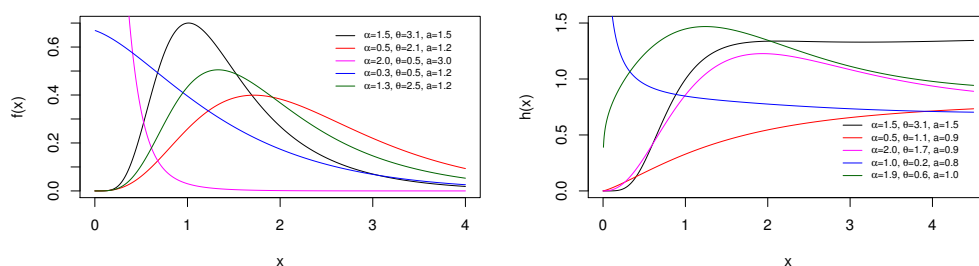 f(x)
0.6
0.4
0.2
0.0
α=1.5, θ=3.1, a=1.5
α=0.5, θ=2.1, a=1.2
α=2.0, θ=0.5, a=3.0
α=0.3, θ=0.5, a=1.2
α=1.3, θ=2.5, a=1.2
0 1 2 3 4
x
h(x)
1.5
1.0
0.5
0.0
α=1.5, θ=3.1, a=1.5
α=0.5, θ=1.1, a=0.9
α=2.0, θ=1.7, a=0.9
α=1.0, θ=0.2, a=0.8
α=1.9, θ=0.6, a=1.0
0 1 2 3 4
x